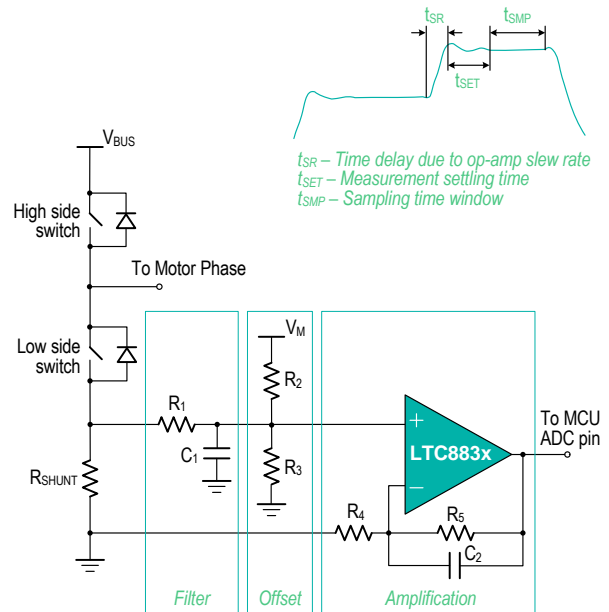 tSR
tSMP
tSET
tSR – Time delay due to op-amp slew rate
tSET – Measurement settling time
tSMP – Sampling time window
VBUS
High side
switch
To Motor Phase
Low side
switch
VM
R2
R1
C1
R3
RSHUNT
+
LTC883x
−
To MCU
ADC pin
R4
R5
C2
Filter
Offset
Amplification